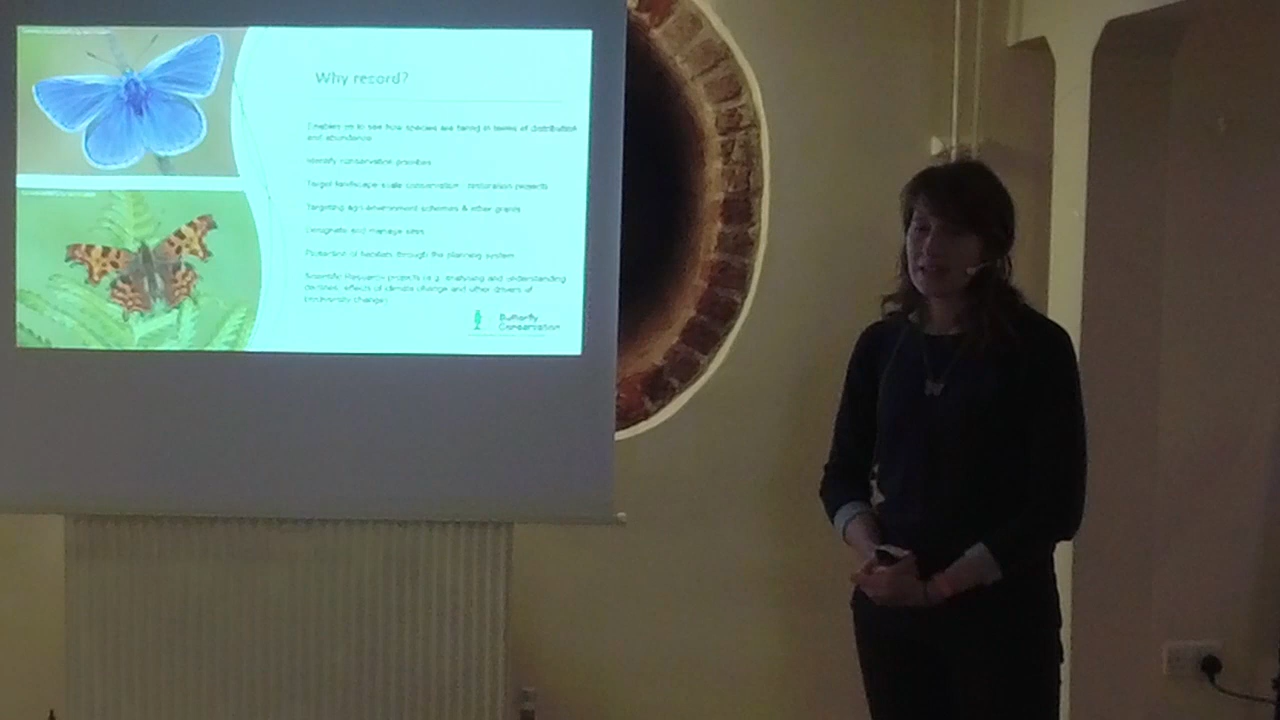 Why record?
Enables us to see how species are faring in terms of distribution
and abundance
Identify conservation priorities
Target landscape scale conservation restoration projects
Targeting agri-environment schemes & other grants
Designate and manage sites
Protection of habitats through the planning system
Scientific Research projects (e.g. analysing and understanding
declines, effects of climate change and other drivers of
biodiversity change)
Butterfly
Conservation